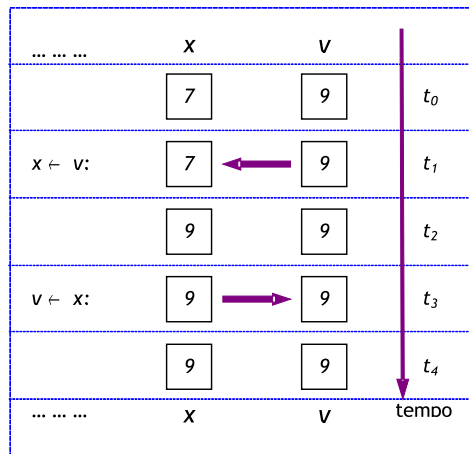 ... ... ... x v
7 9 t₀
x ← v: 7 9 t₁
9 9 t₂
v ← x: 9 9 t₃
9 9 t₄
... ... ... x v tempo